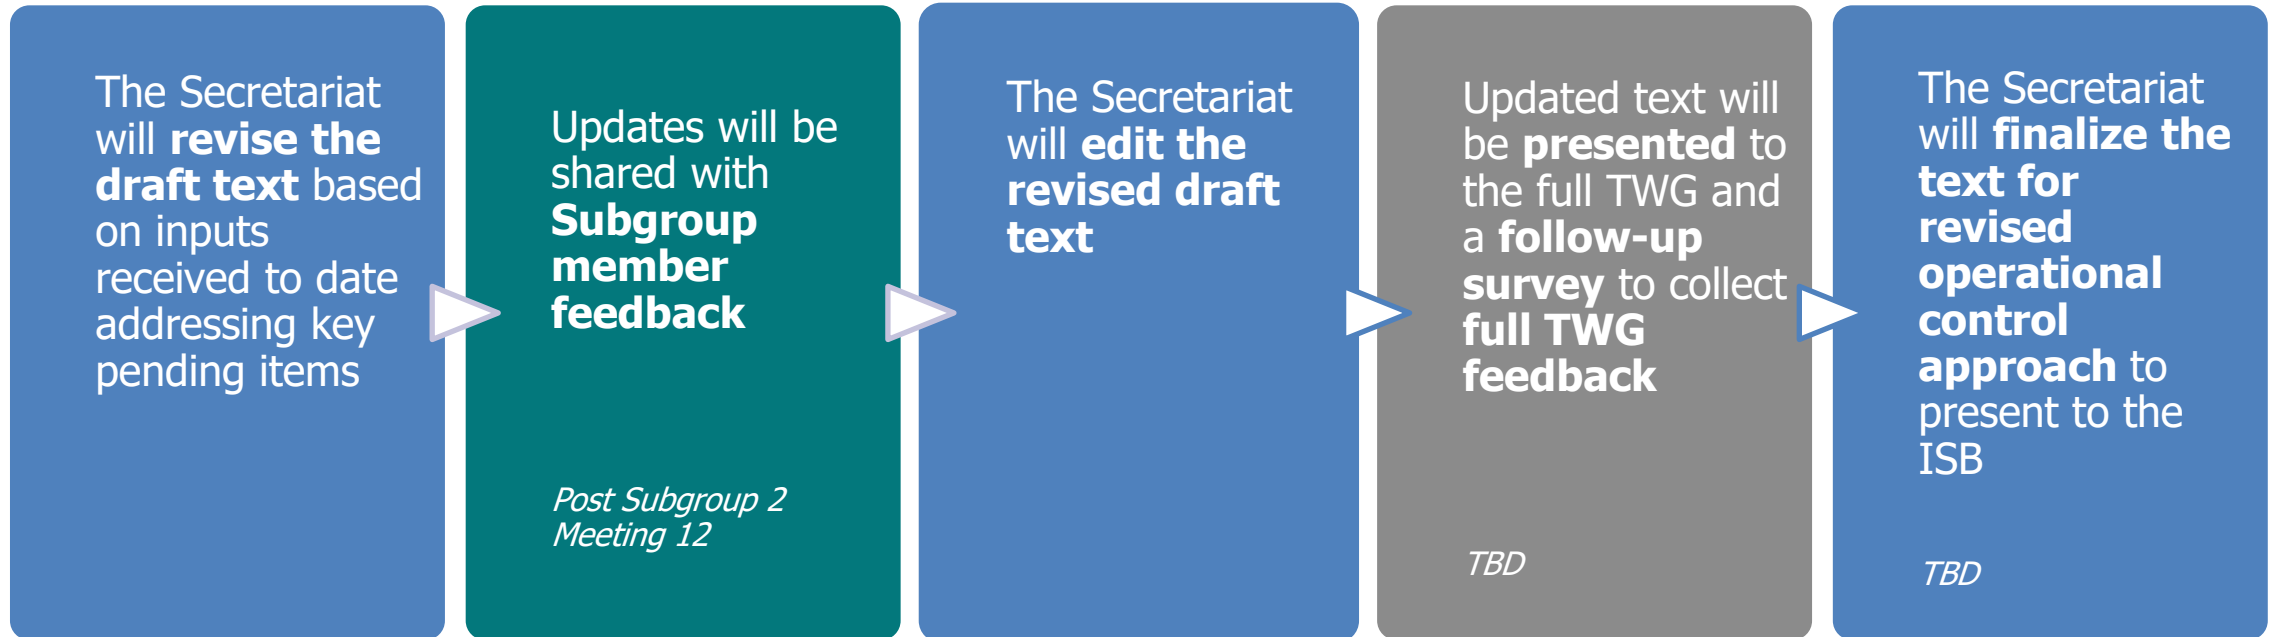 The Secretariat
will revise the
draft text based
on inputs
received to date
addressing key
pending items
Updates will be
shared with
Subgroup
member
feedback
Post Subgroup 2
Meeting 12
The Secretariat
will edit the
revised draft
text
Updated text will
be presented to
the full TWG and
a follow-up
survey to collect
full TWG
feedback
TBD
The Secretariat
will finalize the
text for
revised
operational
control
approach to
present to the
ISB
TBD